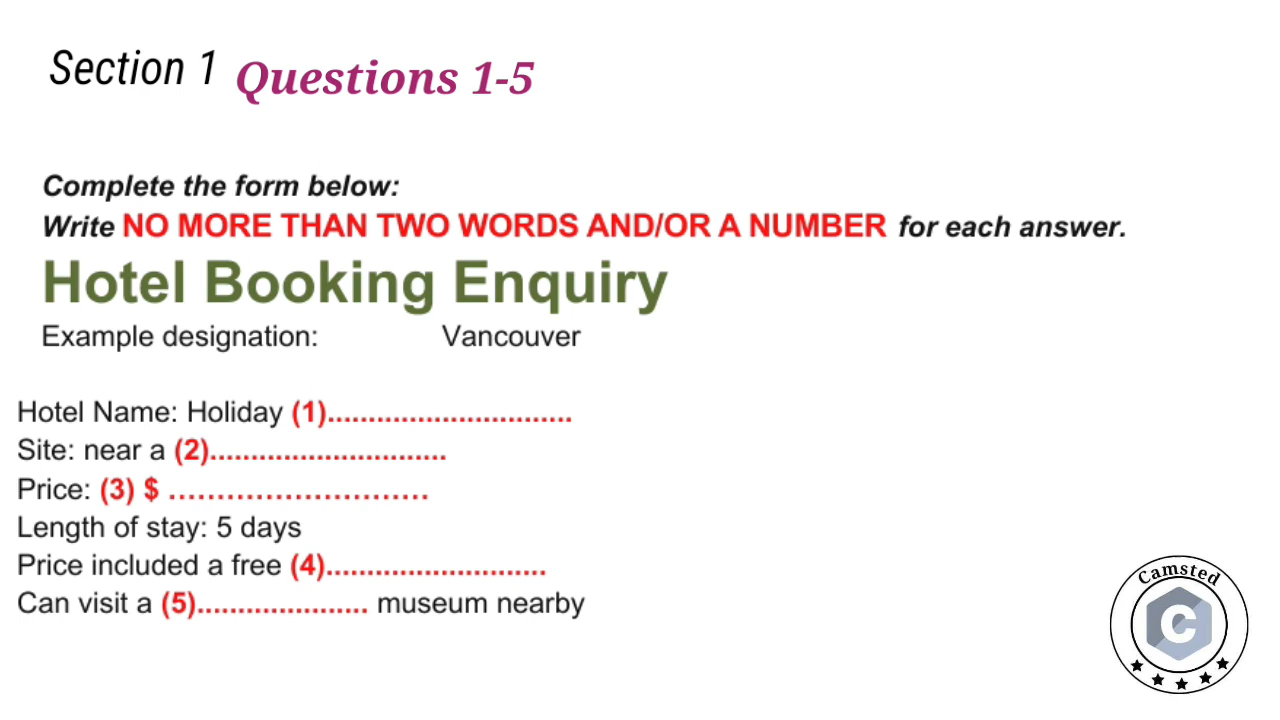 Section 1 Questions 1-5
Complete the form below:
Write NO MORE THAN TWO WORDS AND/OR A NUMBER for each answer.
Hotel Booking Enquiry
Example designation: Vancouver
Hotel Name: Holiday (1)..............................
Site: near a (2).............................
Price: (3) $ ...........................
Length of stay: 5 days
Price included a free (4)...........................
Can visit a (5)..................... museum nearby
Camsted
C